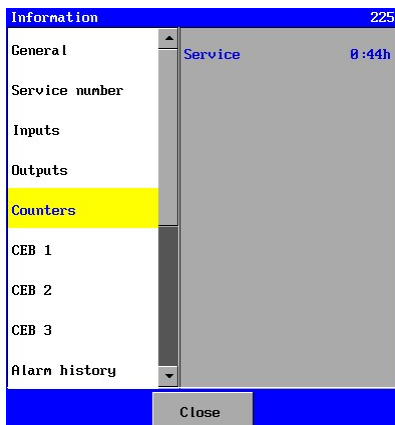 Information 225
General
Service 0:44h
Service number
Inputs
Outputs
Counters
CEB 1
CEB 2
CEB 3
Alarm history
Close